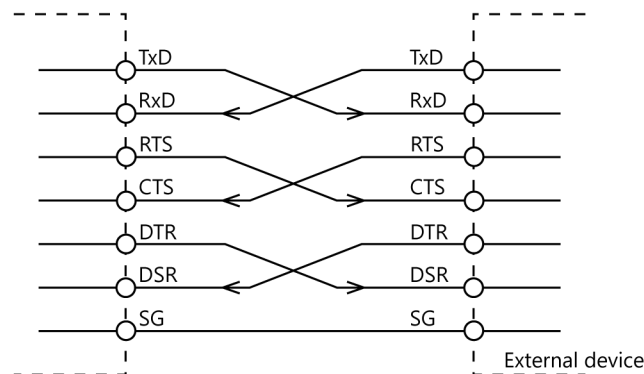 TxD TxD
RxD RxD
RTS RTS
CTS CTS
DTR DTR
DSR DSR
SG SG
External device